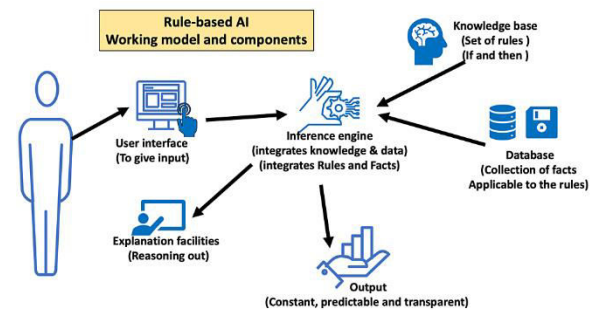 Rule-based AI
Working model and components
Knowledge base
(Set of rules )
(If and then )
User interface
(To give input)
Inference engine
(integrates knowledge & data)
(integrates Rules and Facts)
Database
(Collection of facts
Applicable to the rules)
Explanation facilities
(Reasoning out)
Output
(Constant, predictable and transparent)